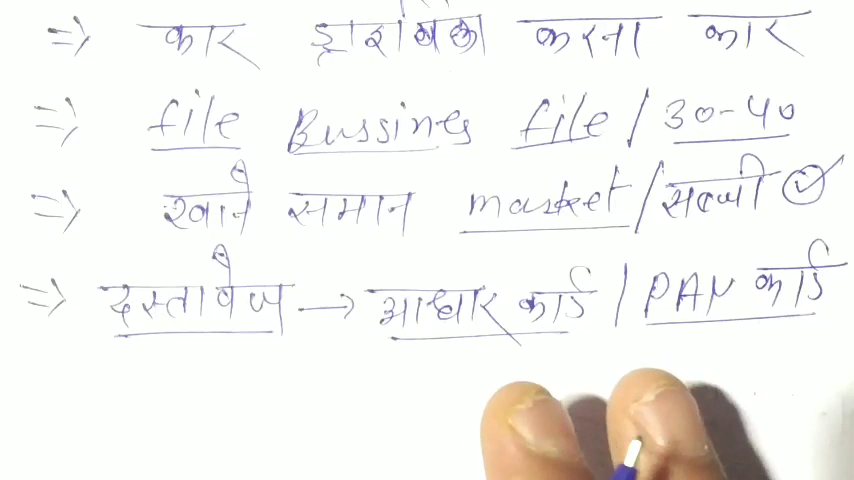 => कार ड्राइविंग करना कार
=> file Bussines file / 30-40
=> खाने समान market / सब्जी
=> दस्तावेज → आधार कार्ड / PAN कार्ड